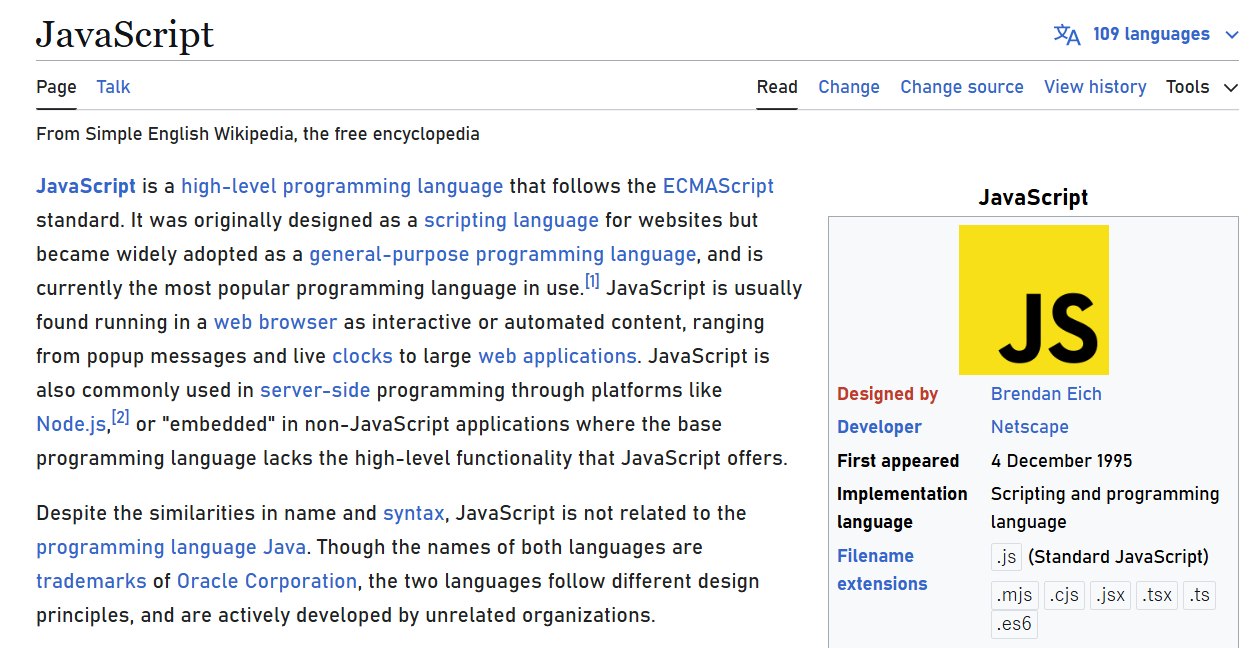 JavaScript
109 languages
Page Talk
Read Change Change source View history Tools
From Simple English Wikipedia, the free encyclopedia
JavaScript is a high-level programming language that follows the ECMAScript
standard. It was originally designed as a scripting language for websites but
became widely adopted as a general-purpose programming language, and is
currently the most popular programming language in use.[1] JavaScript is usually
found running in a web browser as interactive or automated content, ranging
from popup messages and live clocks to large web applications. JavaScript is
also commonly used in server-side programming through platforms like
Node.js,[2] or "embedded" in non-JavaScript applications where the base
programming language lacks the high-level functionality that JavaScript offers.
Despite the similarities in name and syntax, JavaScript is not related to the
programming language Java. Though the names of both languages are
trademarks of Oracle Corporation, the two languages follow different design
principles, and are actively developed by unrelated organizations.
JavaScript
JS
Designed by Brendan Eich
Developer Netscape
First appeared 4 December 1995
Implementation Scripting and programming
language language
Filename .js (Standard JavaScript)
extensions
.mjs .cjs .jsx .tsx .ts
.es6